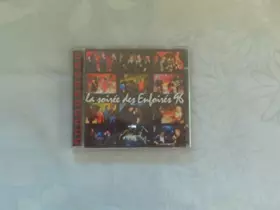 La soirée des Enfoirés 96